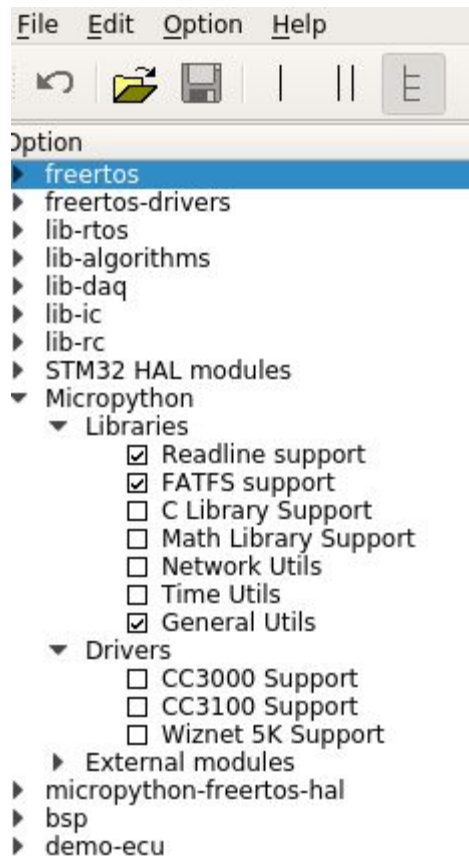 File Edit Option Help
Option
freertos
freertos-drivers
lib-rtos
lib-algorithms
lib-daq
lib-ic
lib-rc
STM32 HAL modules
Micropython
Libraries
Readline support
FATFS support
C Library Support
Math Library Support
Network Utils
Time Utils
General Utils
Drivers
CC3000 Support
CC3100 Support
Wiznet 5K Support
External modules
micropython-freertos-hal
bsp
demo-ecu